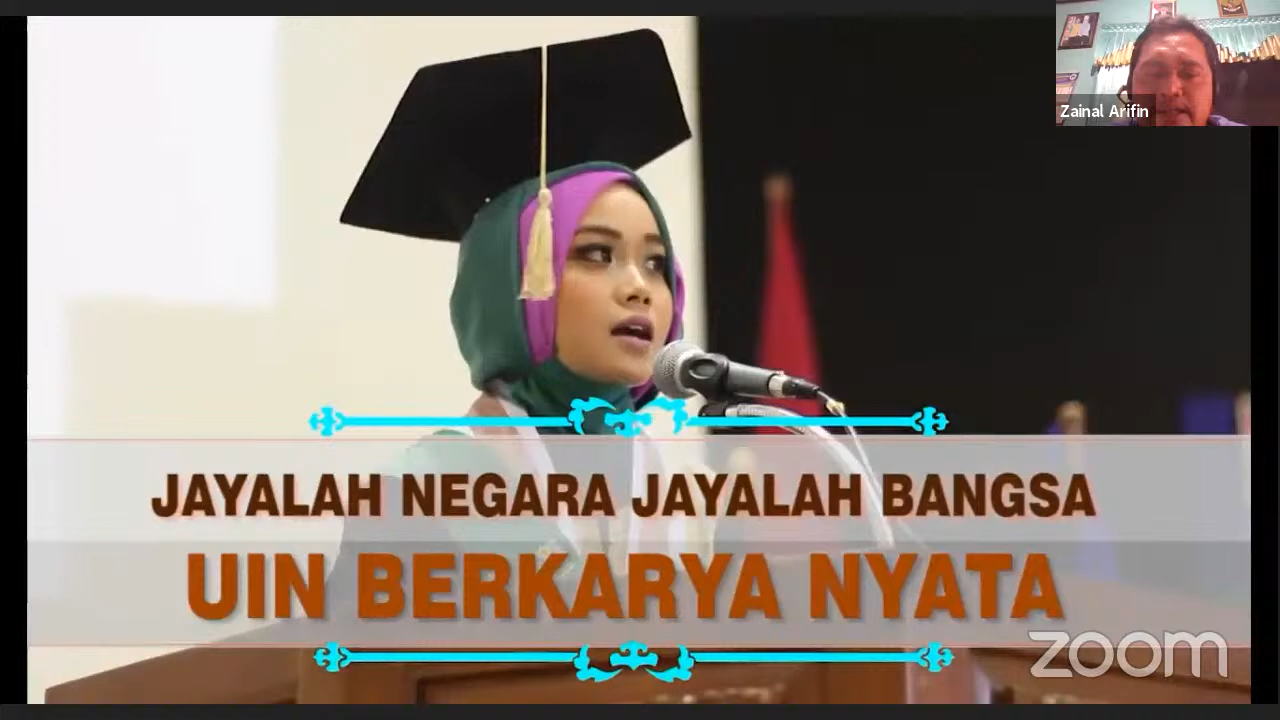 Zainal Arifin
JAYALAH NEGARA JAYALAH BANGSA
UIN BERKARYA NYATA
zoom